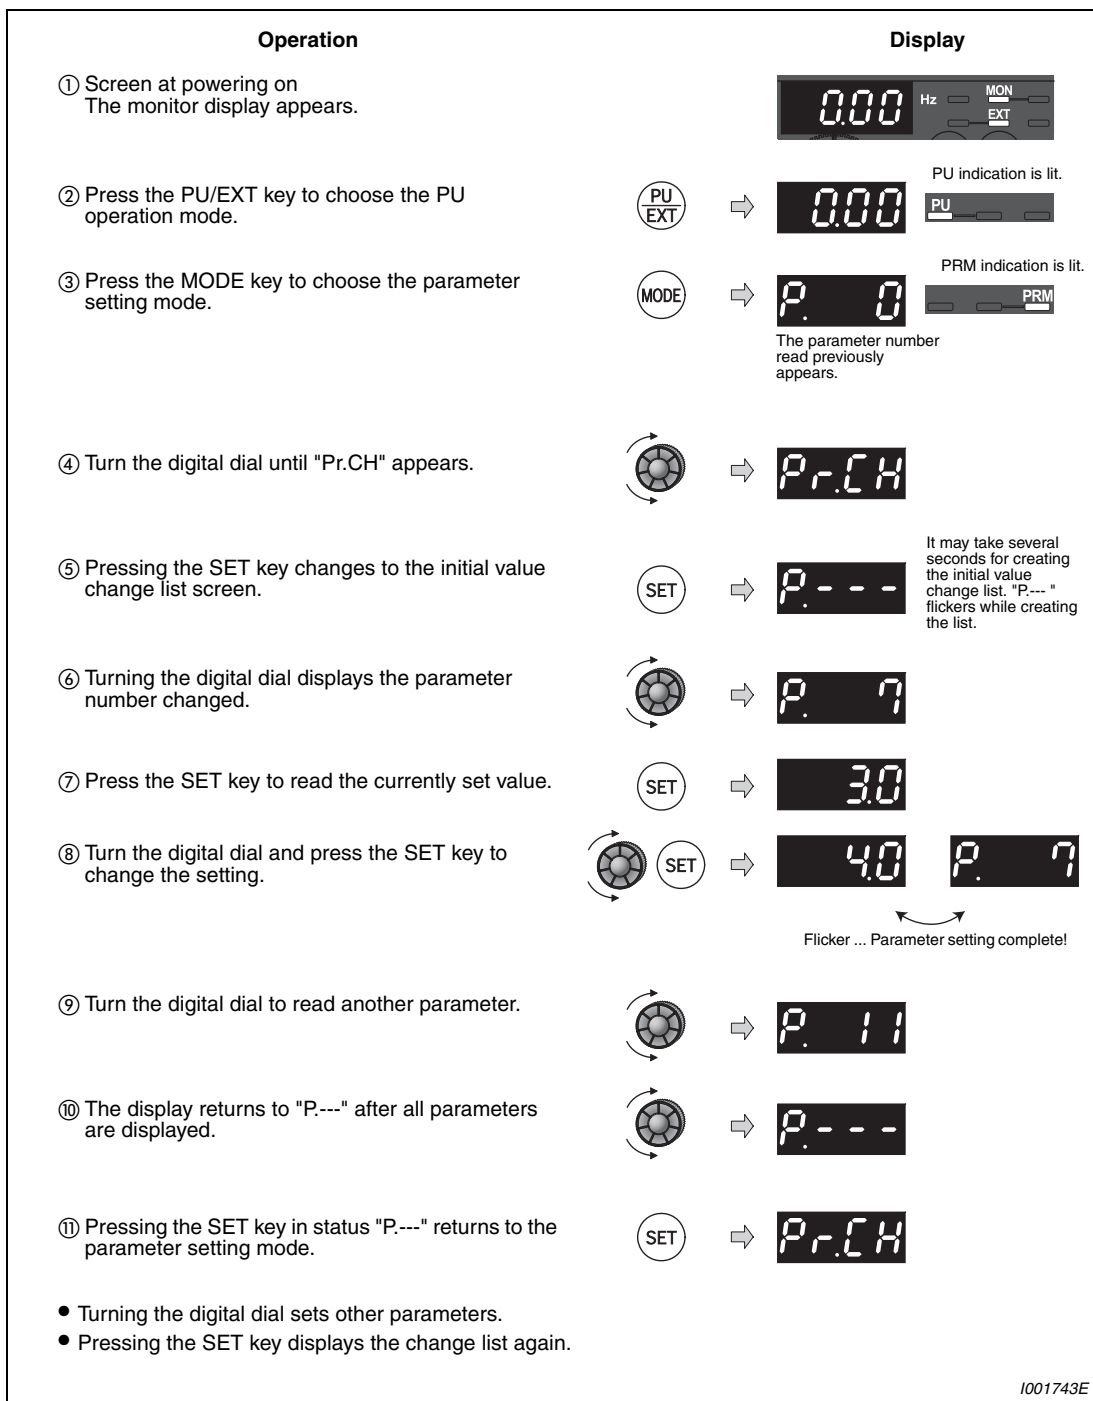 Operation
Display
① Screen at powering on
The monitor display appears.
0.00 Hz MON
EXT
② Press the PU/EXT key to choose the PU
operation mode.
PU
EXT
0.00
PU indication is lit.
PU
③ Press the MODE key to choose the parameter
setting mode.
MODE
P. 0
PRM indication is lit.
PRM
The parameter number
read previously
appears.
④ Turn the digital dial until "Pr.CH" appears.
Pr.CH
⑤ Pressing the SET key changes to the initial value
change list screen.
SET
P.---
It may take several
seconds for creating
the initial value
change list. "P.--- "
flickers while creating
the list.
⑥ Turning the digital dial displays the parameter
number changed.
P. 7
⑦ Press the SET key to read the currently set value.
SET
3.0
⑧ Turn the digital dial and press the SET key to
change the setting.
SET
4.0
P. 7
Flicker ... Parameter setting complete!
⑨ Turn the digital dial to read another parameter.
P. 11
⑩ The display returns to "P.---" after all parameters
are displayed.
P.---
⑪ Pressing the SET key in status "P.---" returns to the
parameter setting mode.
SET
Pr.CH
● Turning the digital dial sets other parameters.
● Pressing the SET key displays the change list again.
I001743E